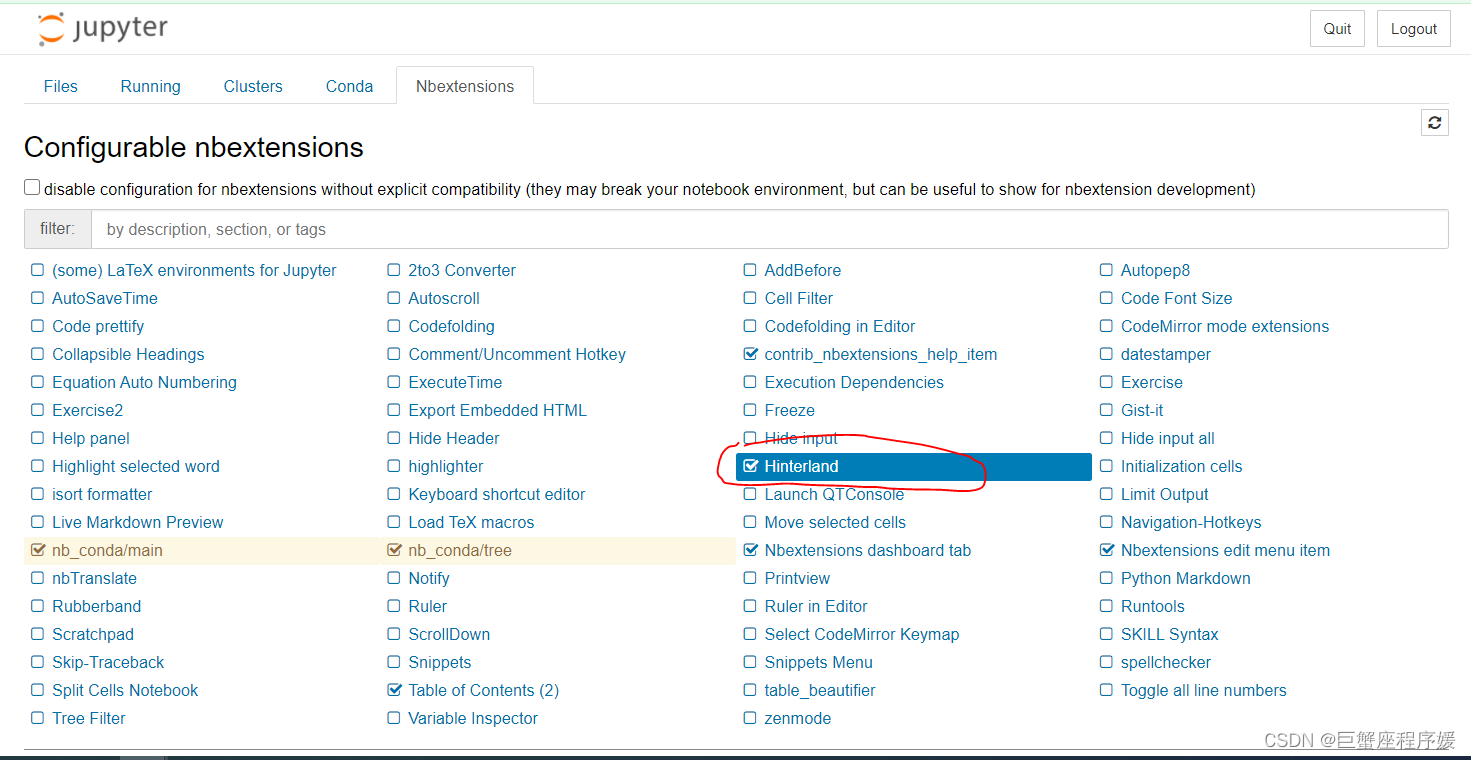 jupyter Quit Logout
Files Running Clusters Conda Nbextensions
Configurable nbextensions
disable configuration for nbextensions without explicit compatibility (they may break your notebook environment, but can be useful to show for nbextension development)
filter: by description, section, or tags
(some) LaTeX environments for Jupyter 2to3 Converter AddBefore Autopep8
AutoSaveTime Autoscroll Cell Filter Code Font Size
Code prettify Codefolding Codefolding in Editor CodeMirror mode extensions
Collapsible Headings Comment/Uncomment Hotkey contrib_nbextensions_help_item datestamper
Equation Auto Numbering ExecuteTime Execution Dependencies Exercise
Exercise2 Export Embedded HTML Freeze Gist-it
Help panel Hide Header Hide input Hide input all
Highlight selected word highlighter Hinterland Initialization cells
isort formatter Keyboard shortcut editor Launch QTConsole Limit Output
Live Markdown Preview Load TeX macros Move selected cells Navigation-Hotkeys
nb_conda/main nb_conda/tree Nbextensions dashboard tab Nbextensions edit menu item
nbTranslate Notify Printview Python Markdown
Rubberband Ruler Ruler in Editor Runtools
Scratchpad ScrollDown Select CodeMirror Keymap SKILL Syntax
Skip-Traceback Snippets Snippets Menu spellchecker
Split Cells Notebook Table of Contents (2) table_beautifier Toggle all line numbers
Tree Filter Variable Inspector zenmode
CSDN @巨蟹座程序媛